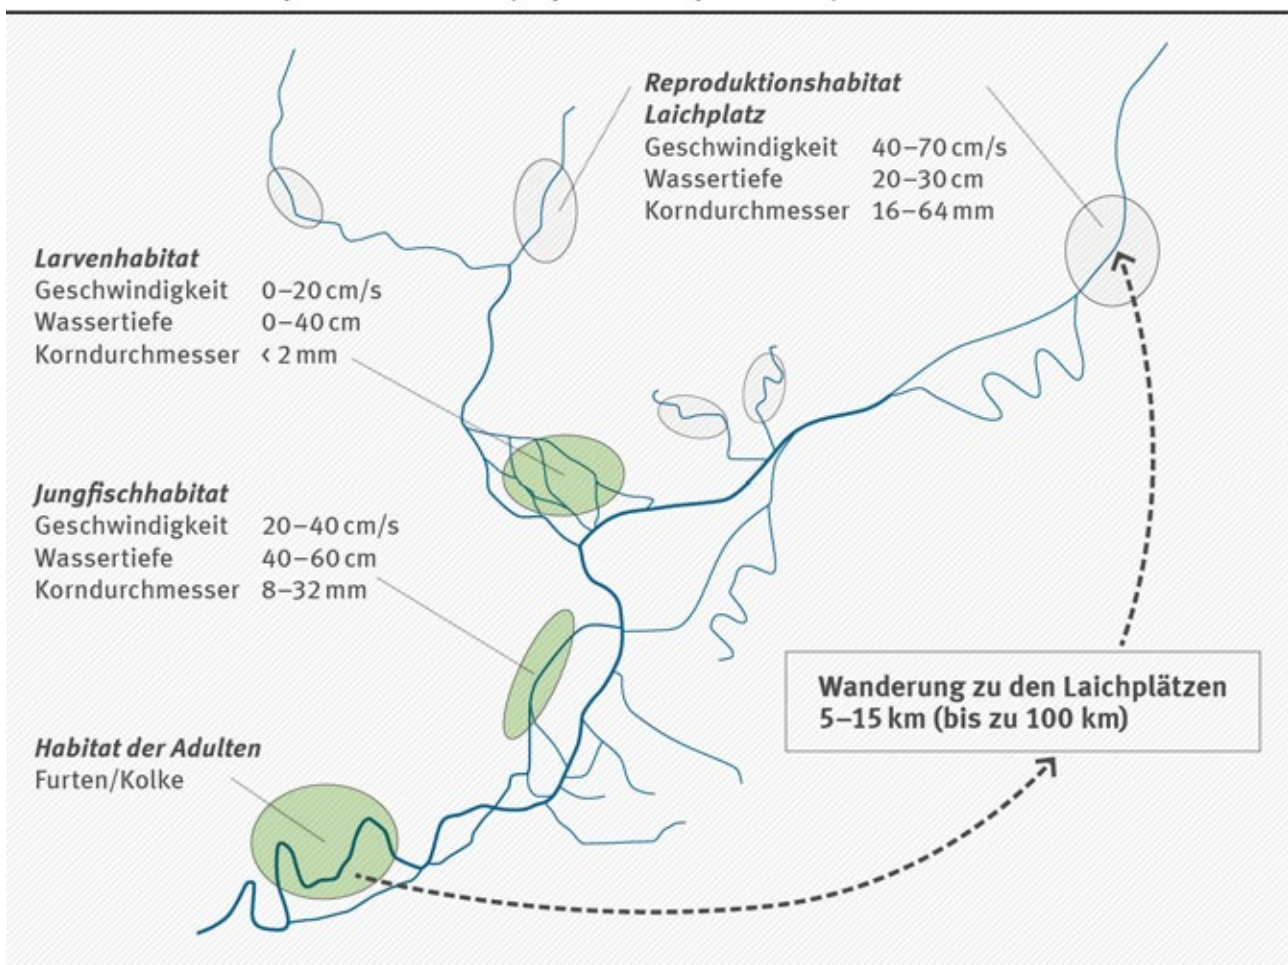 Reproduktionshabitat
Laichplatz
Geschwindigkeit 40–70 cm/s
Wassertiefe 20–30 cm
Korndurchmesser 16–64 mm
Larvenhabitat
Geschwindigkeit 0–20 cm/s
Wassertiefe 0–40 cm
Korndurchmesser < 2 mm
Jungfischhabitat
Geschwindigkeit 20–40 cm/s
Wassertiefe 40–60 cm
Korndurchmesser 8–32 mm
Wanderung zu den Laichplätzen
5–15 km (bis zu 100 km)
Habitat der Adulten
Furten/Kolke